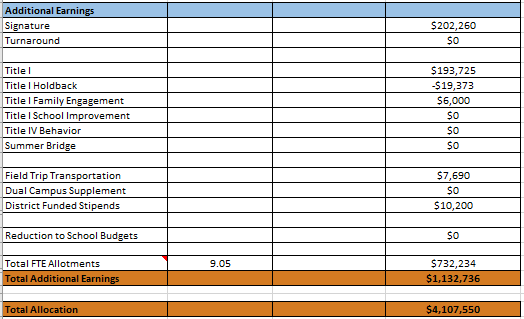 Additional Earnings
Signature $202,260
Turnaround $0
Title I $193,725
Title I Holdback -$19,373
Title I Family Engagement $6,000
Title I School Improvement $0
Title IV Behavior $0
Summer Bridge $0
Field Trip Transportation $7,690
Dual Campus Supplement $0
District Funded Stipends $10,200
Reduction to School Budgets $0
Total FTE Allotments 9.05 $732,234
Total Additional Earnings $1,132,736
Total Allocation $4,107,550